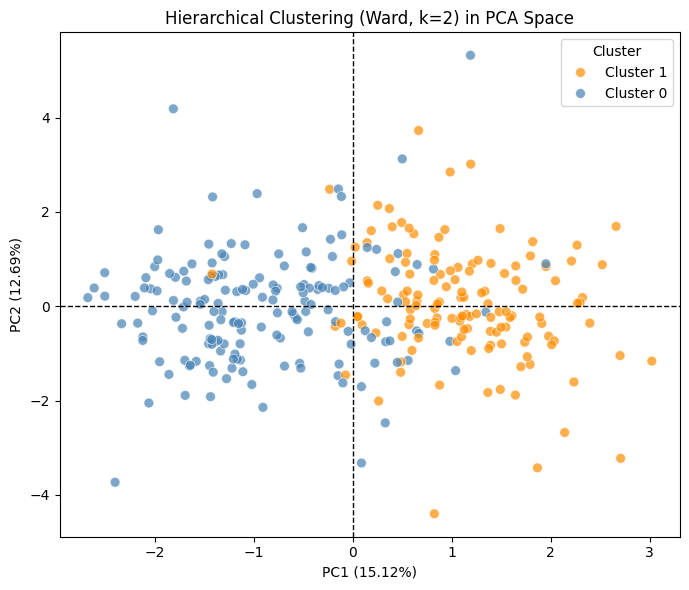 Hierarchical Clustering (Ward, k=2) in PCA Space
Cluster
Cluster 1
Cluster 0
PC2 (12.69%)
4
2
0
−2
−4
−2
−1
0
1
2
3
PC1 (15.12%)